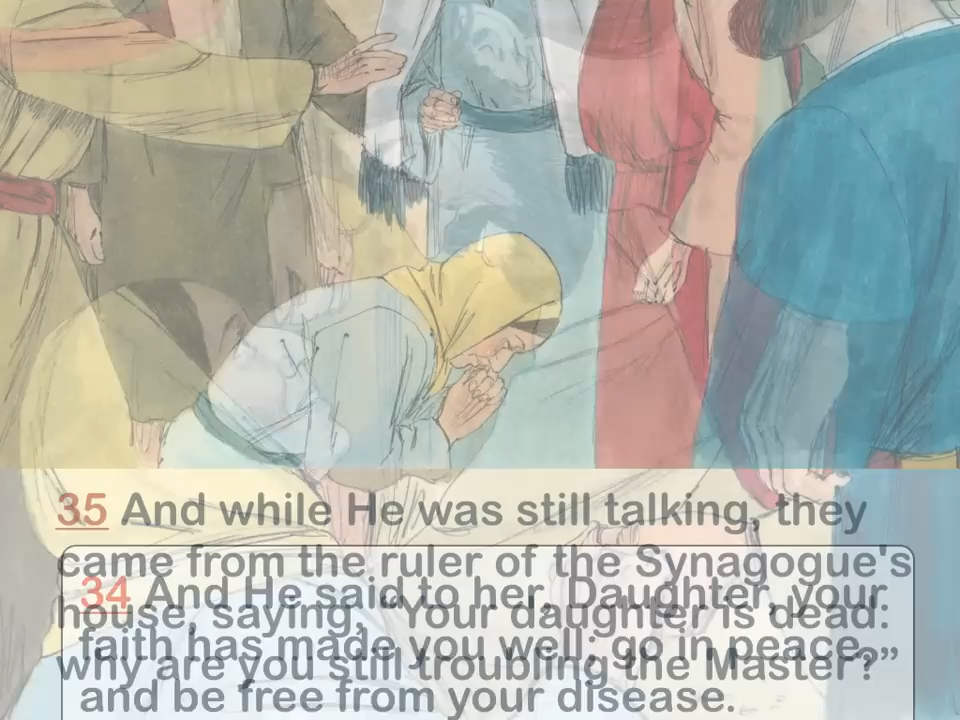 35 And while He was still talking, they
came from the ruler of the Synagogue's
house, saying, “Your daughter is dead:
why are you still troubling the Master?”
34 And He said to her, Daughter, your
faith has made you well; go in peace,
and be free from your disease.